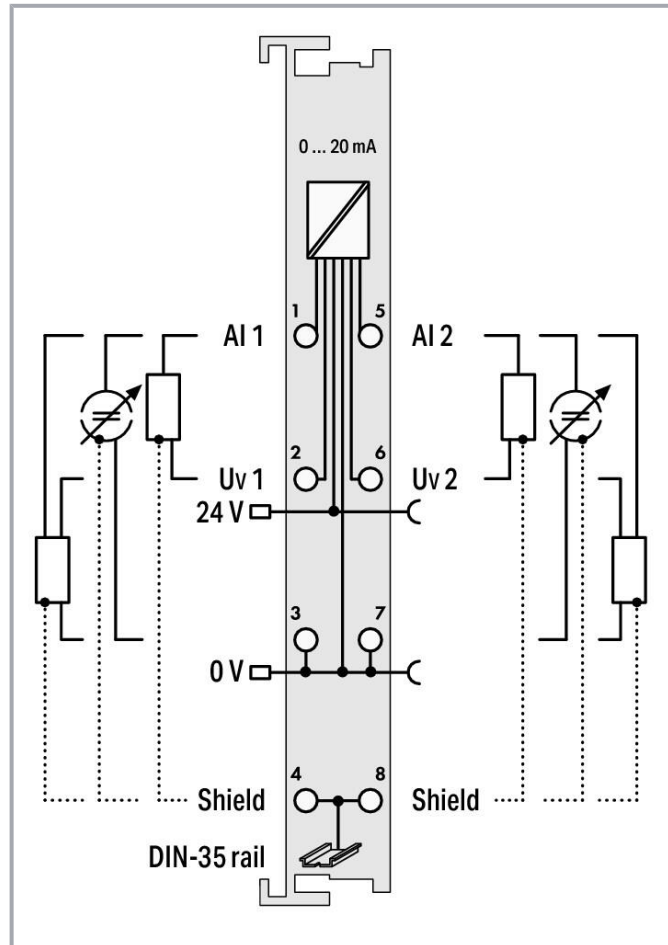 0 ... 20 mA
1 5
AI 1 AI 2
2 6
Uv 1 Uv 2
24 V
3 7
0 V
4 8
Shield Shield
DIN-35 rail